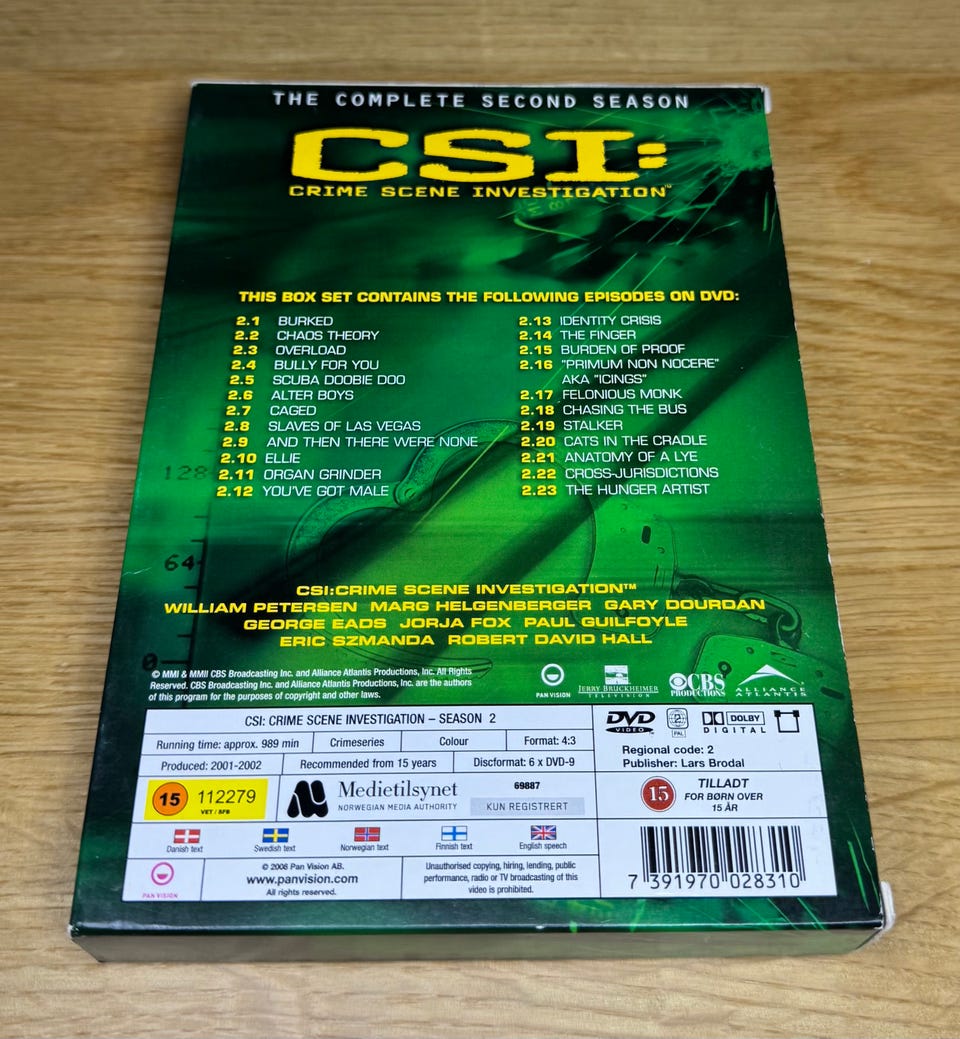 THE COMPLETE SECOND SEASON
CSI:
CRIME SCENE INVESTIGATION™
THIS BOX SET CONTAINS THE FOLLOWING EPISODES ON DVD:
2.1 BURKED
2.2 CHAOS THEORY
2.3 OVERLOAD
2.4 BULLY FOR YOU
2.5 SCUBA DOOBIE DOO
2.6 ALTER BOYS
2.7 CAGED
2.8 SLAVES OF LAS VEGAS
2.9 AND THEN THERE WERE NONE
2.10 ELLIE
2.11 ORGAN GRINDER
2.12 YOU'VE GOT MALE
2.13 IDENTITY CRISIS
2.14 THE FINGER
2.15 BURDEN OF PROOF
2.16 "PRIMUM NON NOCERE"
AKA "ICINGS"
2.17 FELONIOUS MONK
2.18 CHASING THE BUS
2.19 STALKER
2.20 CATS IN THE CRADLE
2.21 ANATOMY OF A LYE
2.22 CROSS-JURISDICTIONS
2.23 THE HUNGER ARTIST
128
64
0
CSI:CRIME SCENE INVESTIGATION™
WILLIAM PETERSEN MARG HELGENBERGER GARY DOURDAN
GEORGE EADS JORJA FOX PAUL GUILFOYLE
ERIC SZMANDA ROBERT DAVID HALL
© MMI & MMII CBS Broadcasting Inc. and Alliance Atlantis Productions, Inc. All Rights
Reserved. CBS Broadcasting Inc. and Alliance Atlantis Productions, Inc. are the authors
of this program for the purposes of copyright and other laws.
PAN VISION
JERRY BRUCKHEIMER
TELEVISION
CBS
PRODUCTIONS
ALLIANCE
ATLANTIS
CSI: CRIME SCENE INVESTIGATION – SEASON 2
Running time: approx. 989 min
Crimeseries
Colour
Format: 4:3
Produced: 2001-2002
Recommended from 15 years
Discformat: 6 x DVD-9
DVD
VIDEO
2
PAL
DOLBY
DIGITAL
Regional code: 2
Publisher: Lars Brodal
15 112279
VET / SFB
Medietilsynet
NORWEGIAN MEDIA AUTHORITY
69887
KUN REGISTRERT
15
TILLADT
FOR BØRN OVER
15 ÅR
Danish text
Swedish text
Norwegian text
Finnish text
English speech
PAN VISION
© 2008 Pan Vision AB.
www.panvision.com
All rights reserved.
Unauthorised copying, hiring, lending, public
performance, radio or TV broadcasting of this
video is prohibited.
7 391970 028310